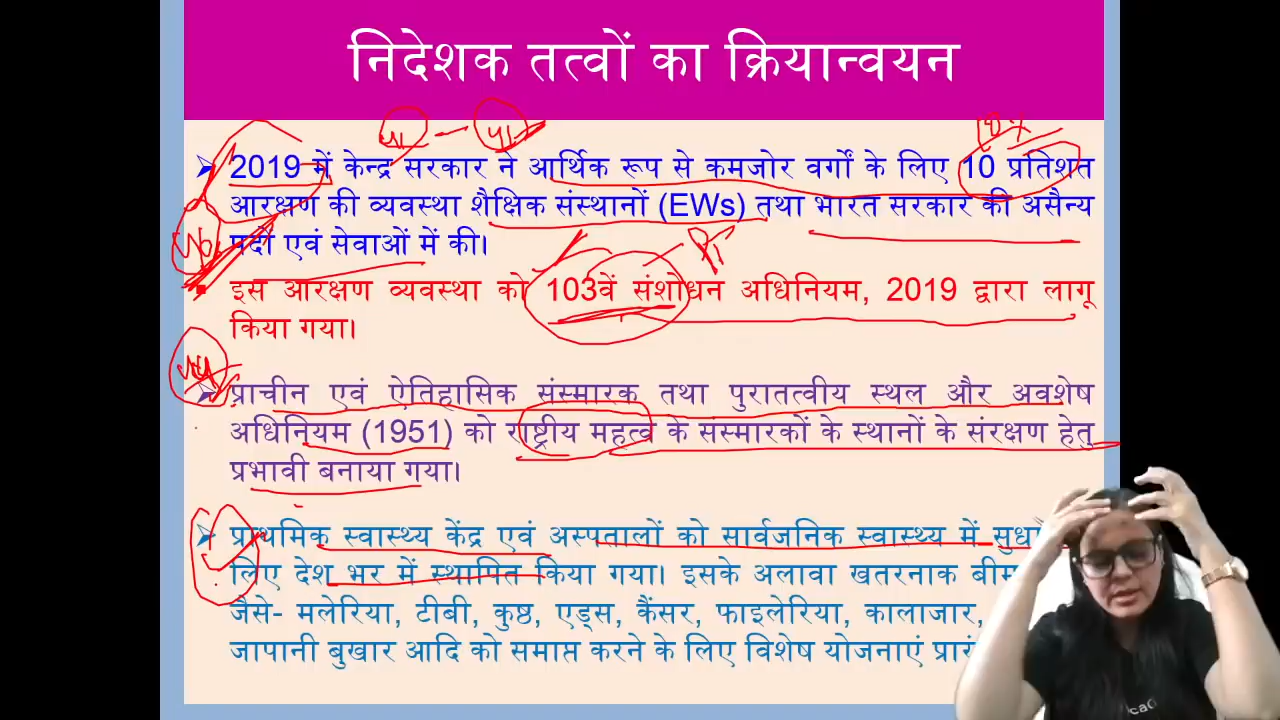 निदेशक तत्वों का क्रियान्वयन
➢ 2019 में केन्द्र सरकार ने आर्थिक रूप से कमजोर वर्गों के लिए 10 प्रतिशत
आरक्षण की व्यवस्था शैक्षिक संस्थानों (EWs) तथा भारत सरकार की असैन्य
पदों एवं सेवाओं में की।
इस आरक्षण व्यवस्था को 103वें संशोधन अधिनियम, 2019 द्वारा लागू
किया गया।
➢ प्राचीन एवं ऐतिहासिक संस्मारक तथा पुरातत्वीय स्थल और अवशेष
अधिनियम (1951) को राष्ट्रीय महत्व के संस्मारकों के स्थानों के संरक्षण हेतु
प्रभावी बनाया गया।
➢ प्राथमिक स्वास्थ्य केंद्र एवं अस्पतालों को सार्वजनिक स्वास्थ्य में
लिए देश भर में स्थापित किया गया। इसके अलावा खतरनाक
जैसे- मलेरिया, टीबी, कुष्ठ, एड्स, कैंसर, फाइलेरिया, कालाजार,
जापानी बुखार आदि को समाप्त करने के लिए विशेष योजनाएं